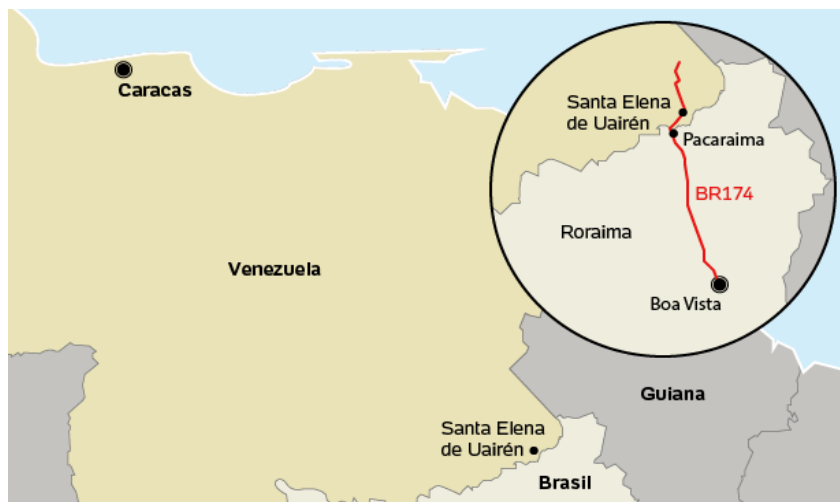 Caracas
Santa Elena
de Uairén
Pacaraima
BR174
Roraima
Boa Vista
Venezuela
Guiana
Santa Elena
de Uairén
Brasil